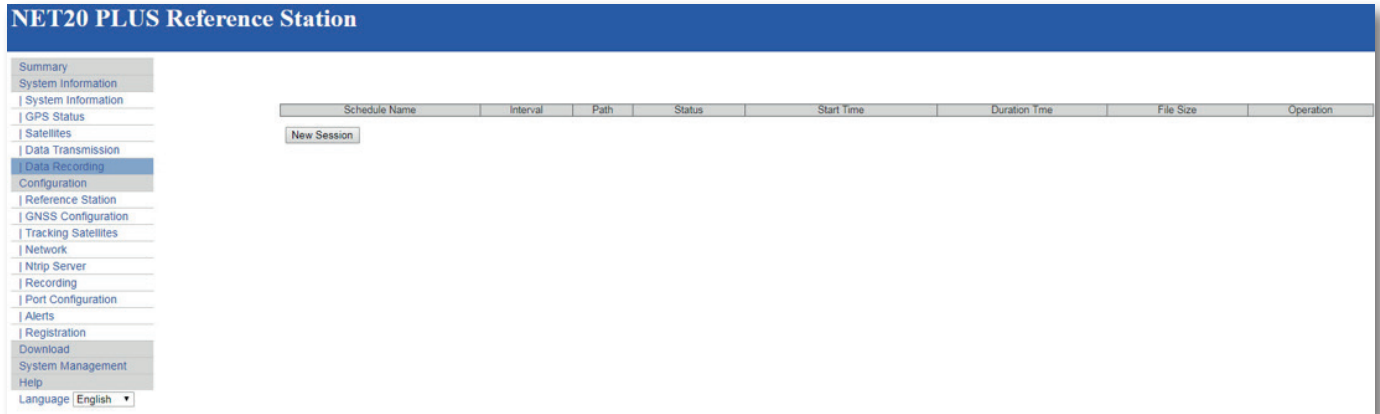 NET20 PLUS Reference Station
Summary
System Information
| System Information
| GPS Status
| Satellites
| Data Transmission
| Data Recording
Configuration
| Reference Station
| GNSS Configuration
| Tracking Satellites
| Network
| Ntrip Server
| Recording
| Port Configuration
| Alerts
| Registration
Download
System Management
Help
Language English
Schedule Name Interval Path Status Start Time Duration Tme File Size Operation
New Session